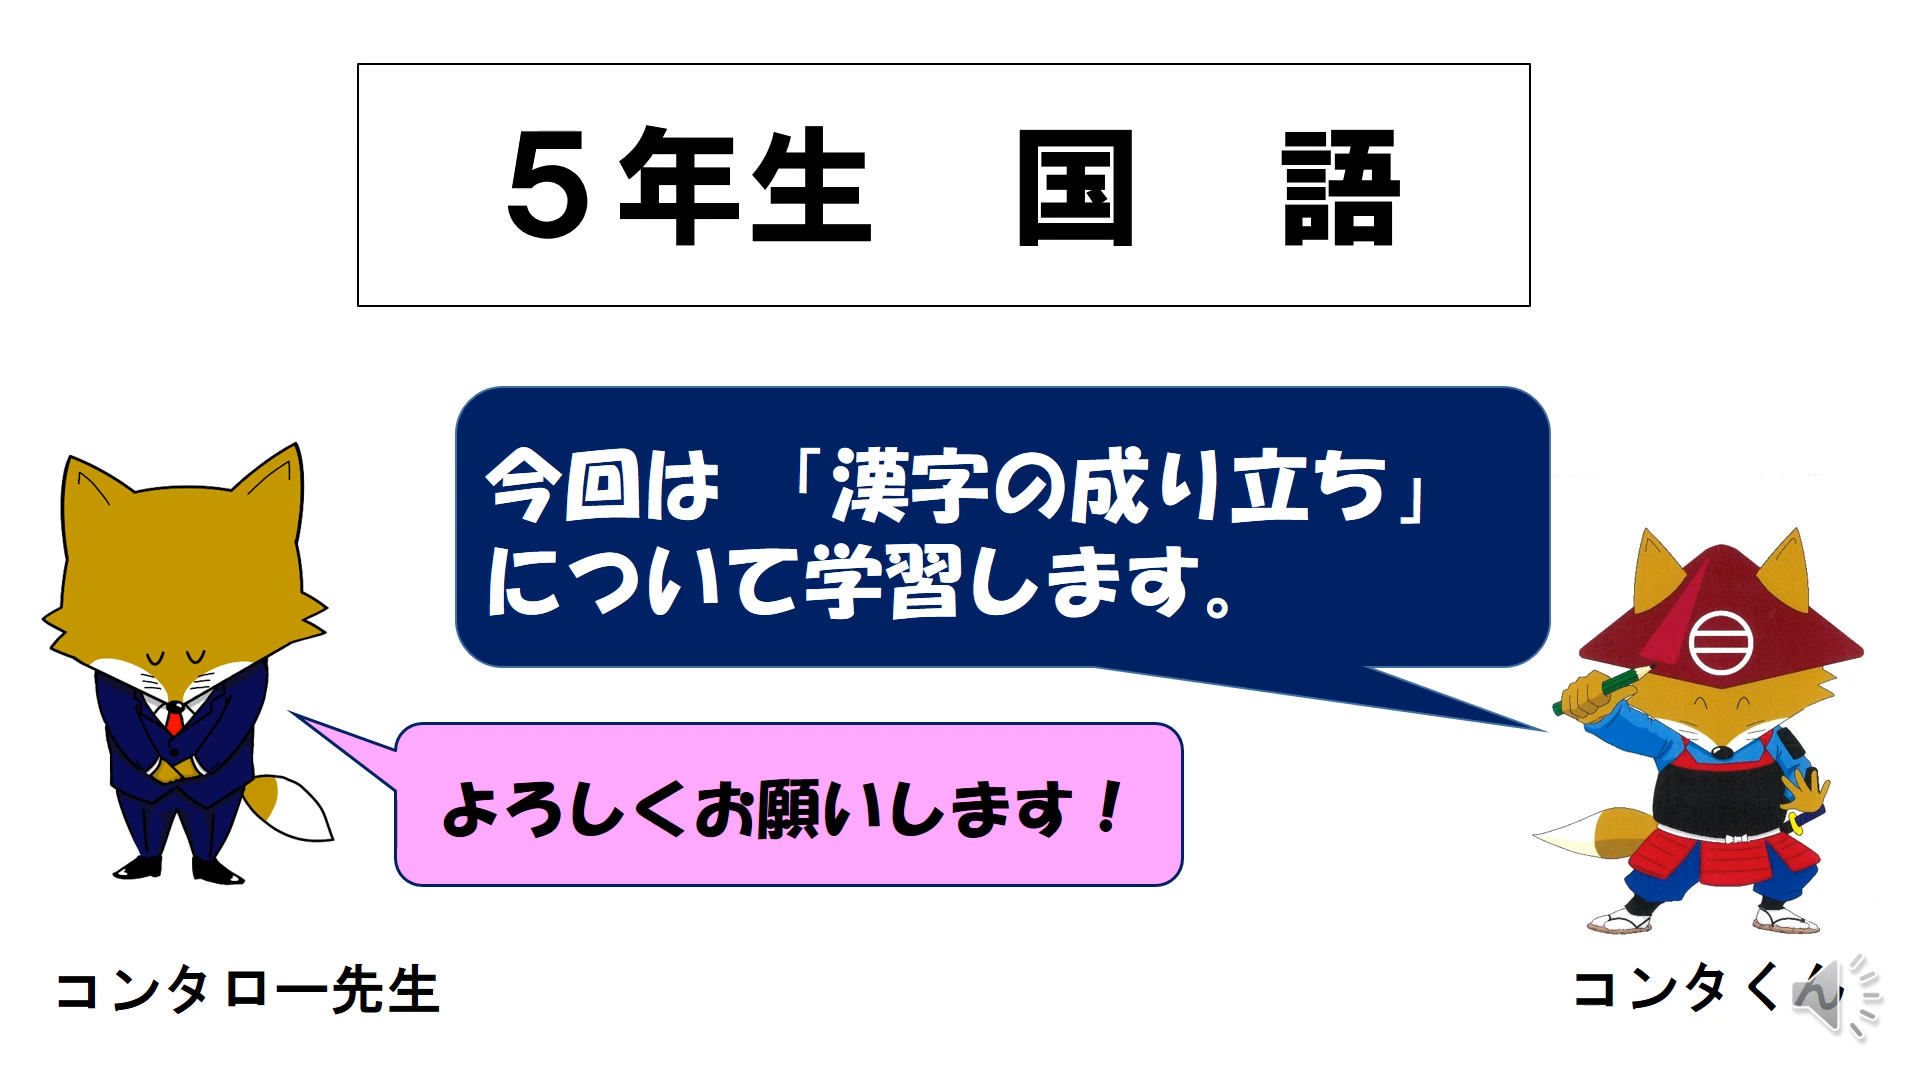 ５年生　国　語
今回は　「漢字の成り立ち」
について学習します。
よろしくお願いします！
コンタロー先生
コンタくん